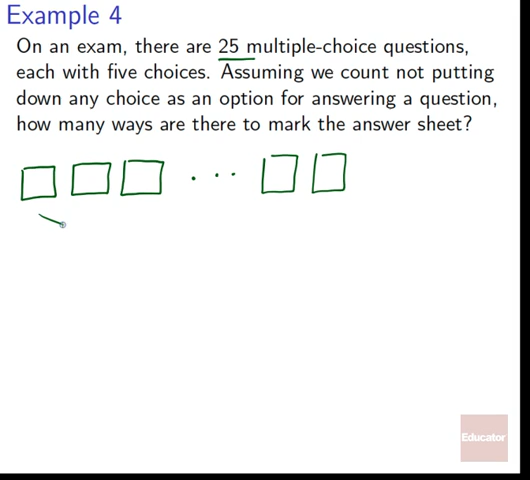 Example 4
On an exam, there are 25 multiple-choice questions,
each with five choices. Assuming we count not putting
down any choice as an option for answering a question,
how many ways are there to mark the answer sheet?
...
Educator